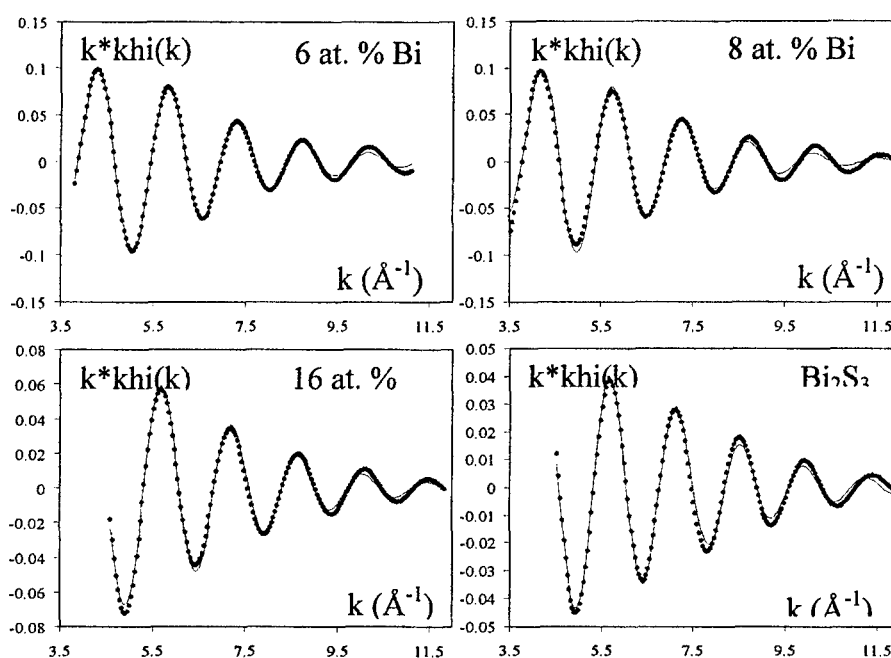 0.15
0.1
0.05
0
-0.05
-0.1
-0.15
k*khi(k)
6 at. % Bi
k (Å-1)
3.5 5.5 7.5 9.5 11.5
0.15
0.1
0.05
0
-0.05
-0.1
-0.15
k*khi(k)
8 at. % Bi
k (Å-1)
3.5 5.5 7.5 9.5 11.5
0.08
0.06
0.04
0.02
0
-0.02
-0.04
-0.06
-0.08
k*khi(k)
16 at. %
k (Å-1)
3.5 5.5 7.5 9.5 11.5
0.05
0.04
0.03
0.02
0.01
0
-0.01
-0.02
-0.03
-0.04
-0.05
k*khi(k)
Bi2S3
k (Å-1)
3.5 5.5 7.5 9.5 11.5